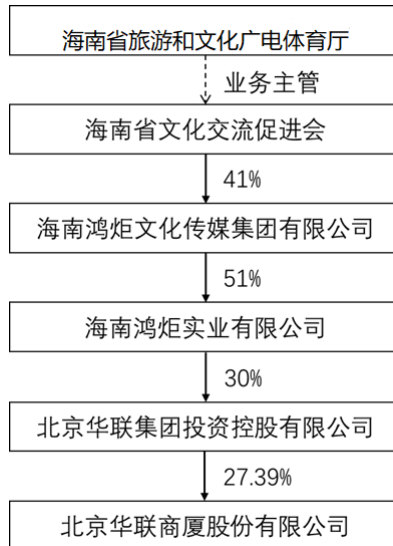 海南省旅游和文化广电体育厅
业务主管
海南省文化交流促进会
41%
海南鸿炬文化传媒集团有限公司
51%
海南鸿炬实业有限公司
30%
北京华联集团投资控股有限公司
27.39%
北京华联商厦股份有限公司